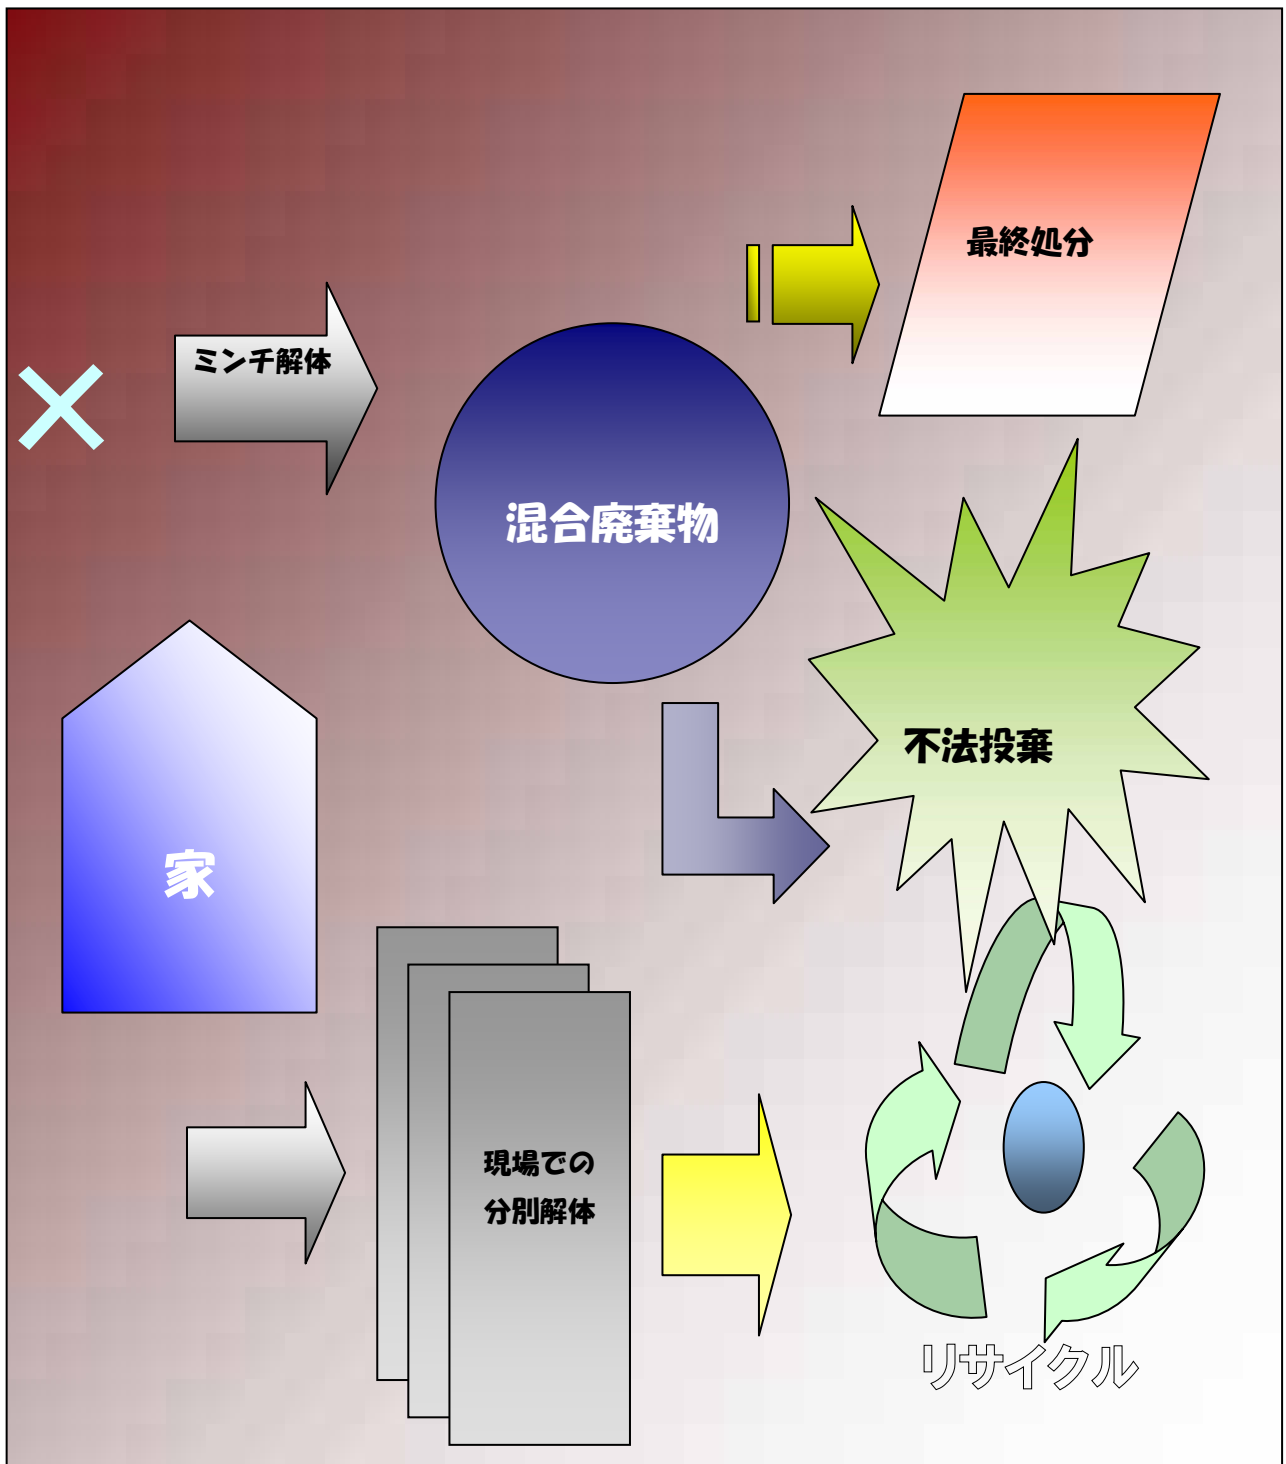 最終処分
ミンチ解体
混合廃棄物
不法投棄
家
現場での
分別解体
リサイクル